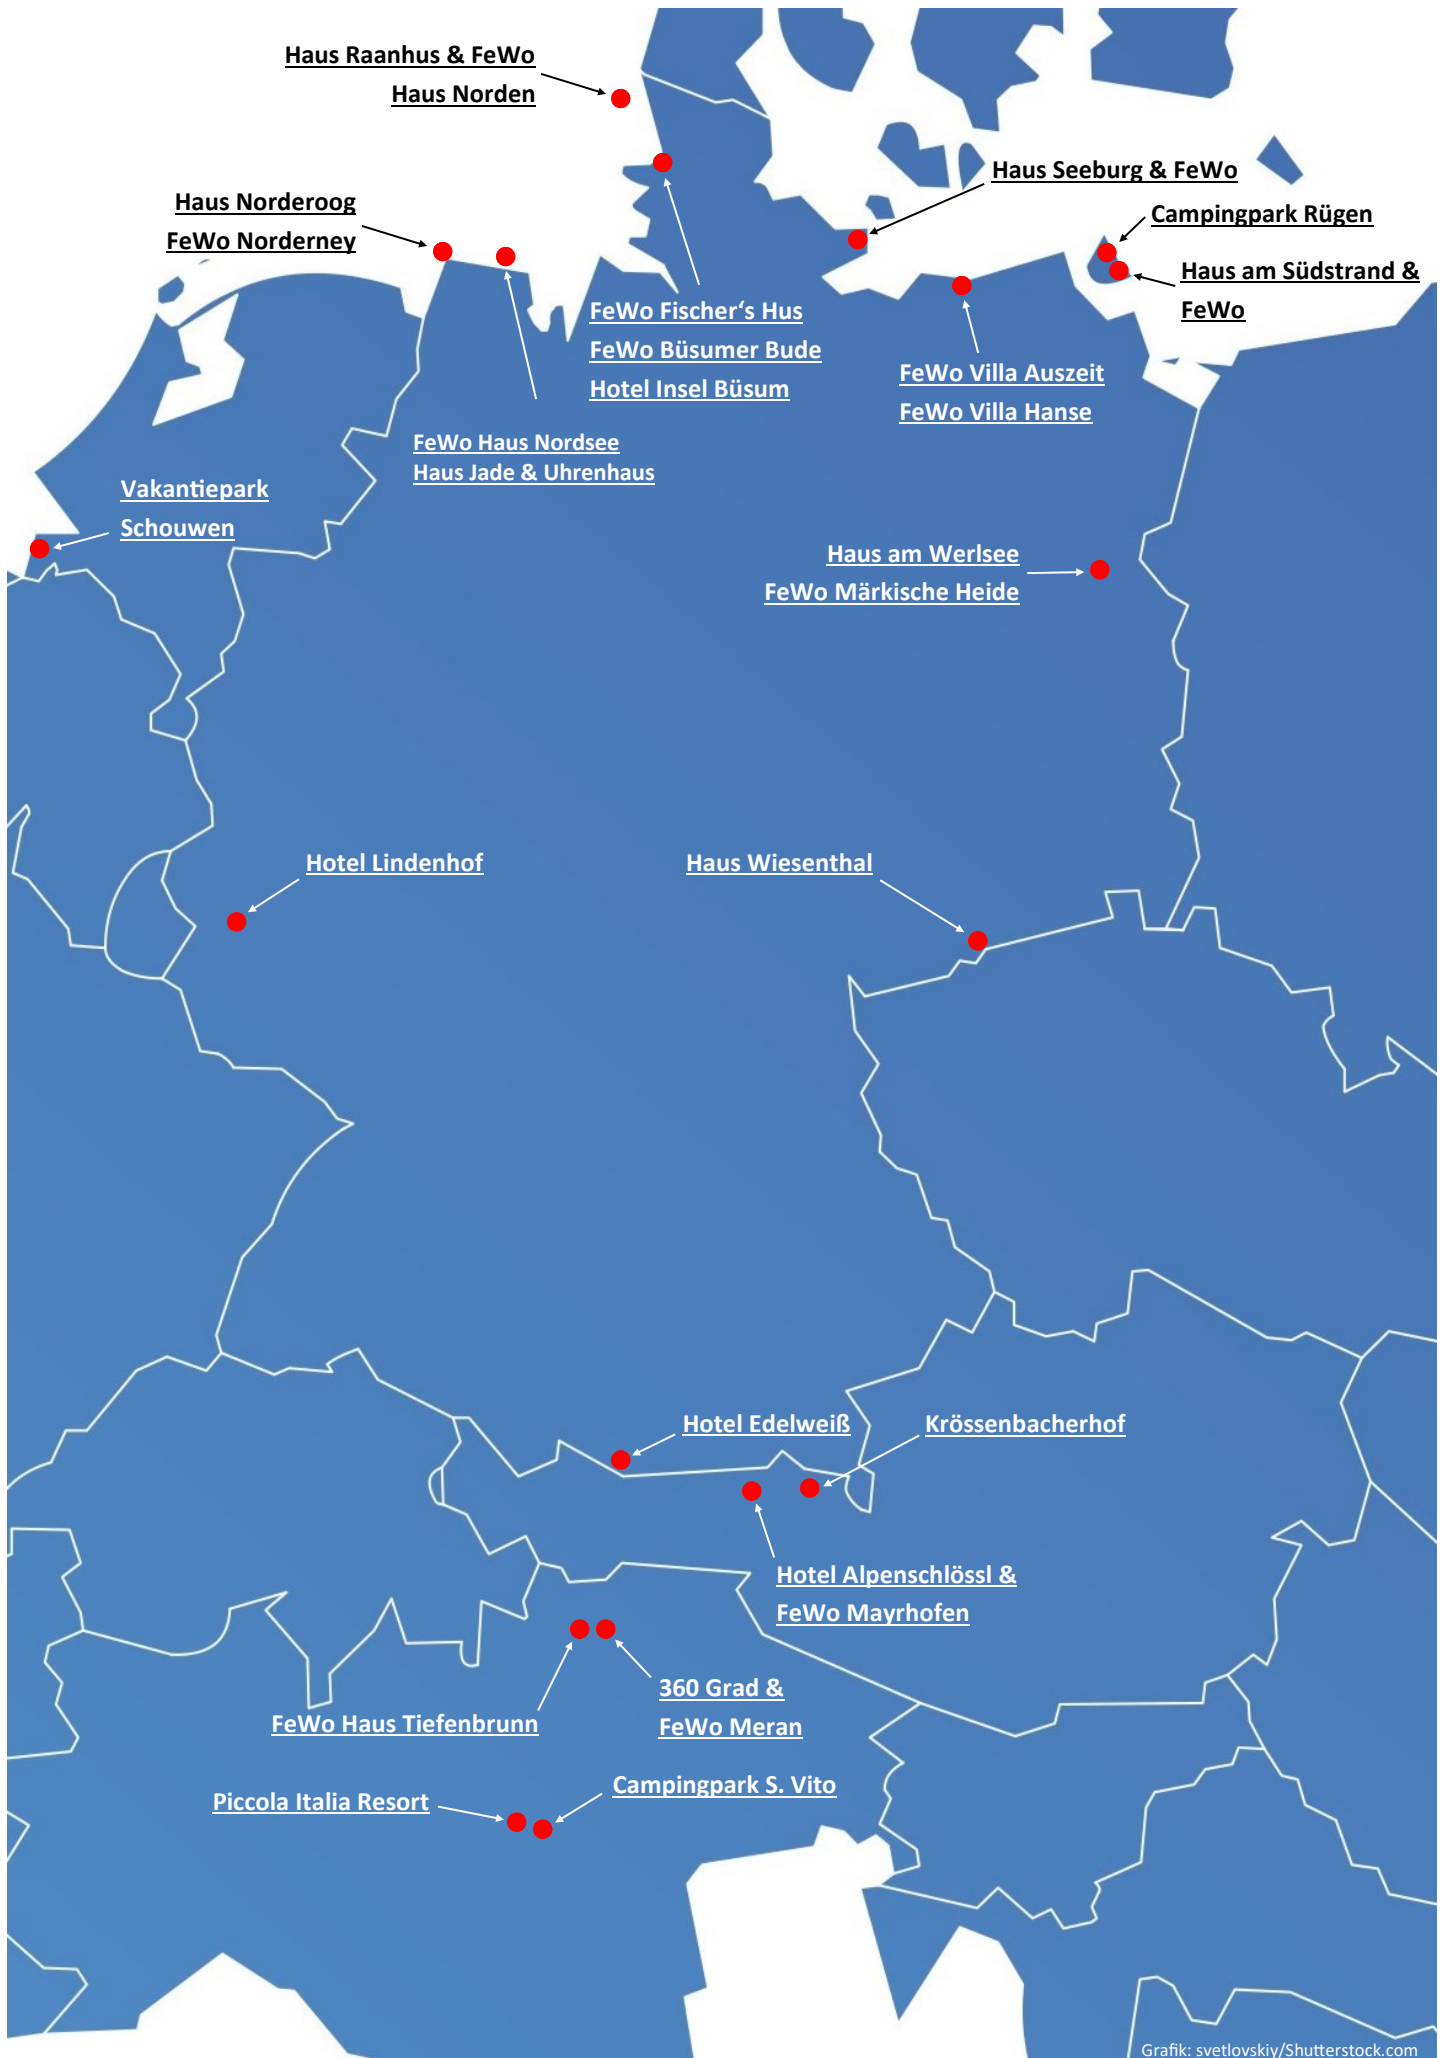 Haus Raanhus & FeWo
Haus Norden
Haus Seeburg & FeWo
Haus Norderoog
FeWo Norderney
Campingpark Rügen
Haus am Südstrand &
FeWo
FeWo Fischer‘s Hus
FeWo Büsumer Bude
Hotel Insel Büsum
FeWo Villa Auszeit
FeWo Villa Hanse
FeWo Haus Nordsee
Haus Jade & Uhrenhaus
Vakantiepark
Schouwen
Haus am Werlsee
FeWo Märkische Heide
Hotel Lindenhof
Haus Wiesenthal
Hotel Edelweiß
Krössenbacherhof
Hotel Alpenschlössl &
FeWo Mayrhofen
360 Grad &
FeWo Meran
FeWo Haus Tiefenbrunn
Campingpark S. Vito
Piccola Italia Resort
Grafik: svetlovskiy/Shutterstock.com